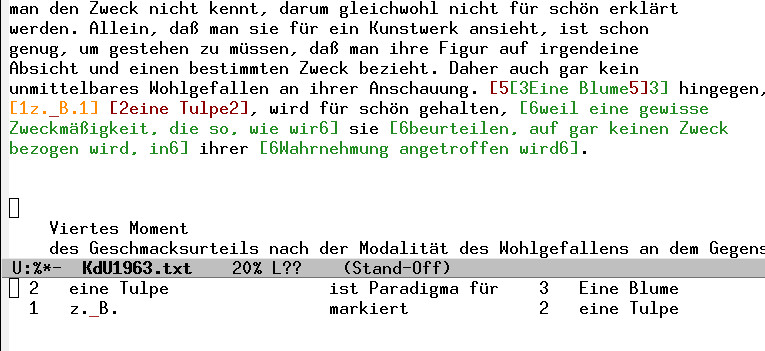 man den Zweck nicht kennt, darum gleichwohl nicht für schön erklärt
werden. Allein, daß man sie für ein Kunstwerk ansieht, ist schon
genug, um gestehen zu müssen, daß man ihre Figur auf irgendeine
Absicht und einen bestimmten Zweck bezieht. Daher auch gar kein
unmittelbares Wohlgefallen an ihrer Anschauung. [5[3Eine Blume5]3] hingegen,
[1z._B.1] [2eine Tulpe2], wird für schön gehalten, [6weil eine gewisse
Zweckmäßigkeit, die so, wie wir6] sie [6beurteilen, auf gar keinen Zweck
bezogen wird, in6] ihrer [6Wahrnehmung angetroffen wird6].
Viertes Moment
des Geschmacksurteils nach der Modalität des Wohlgefallens an dem Gegens
U:%*- KdU1963.txt 20% L?? (Stand-Off)
2 eine Tulpe ist Paradigma für 3 Eine Blume
1 z._B. markiert 2 eine Tulpe